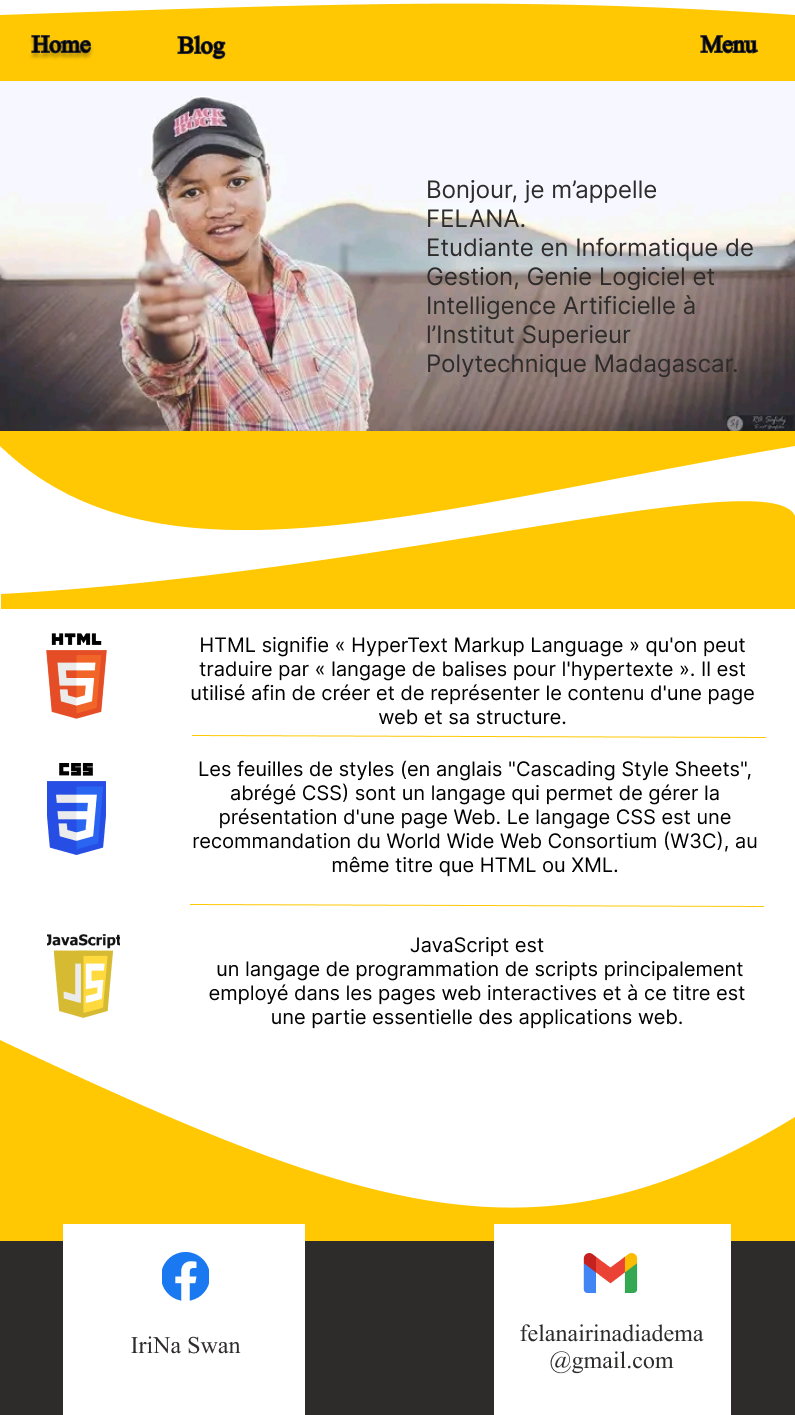 Home Blog Menu
BLACK
ROCK
Bonjour, je m’appelle
FELANA.
Etudiante en Informatique de
Gestion, Genie Logiciel et
Intelligence Artificielle à
l’Institut Superieur
Polytechnique Madagascar.
HTML
HTML signifie « HyperText Markup Language » qu'on peut
traduire par « langage de balises pour l'hypertexte ». Il est
utilisé afin de créer et de représenter le contenu d'une page
web et sa structure.
CSS
Les feuilles de styles (en anglais "Cascading Style Sheets",
abrégé CSS) sont un langage qui permet de gérer la
présentation d'une page Web. Le langage CSS est une
recommandation du World Wide Web Consortium (W3C), au
même titre que HTML ou XML.
JavaScript
JS
JavaScript est
un langage de programmation de scripts principalement
employé dans les pages web interactives et à ce titre est
une partie essentielle des applications web.
IriNa Swan
felanairinadiadema
@gmail.com